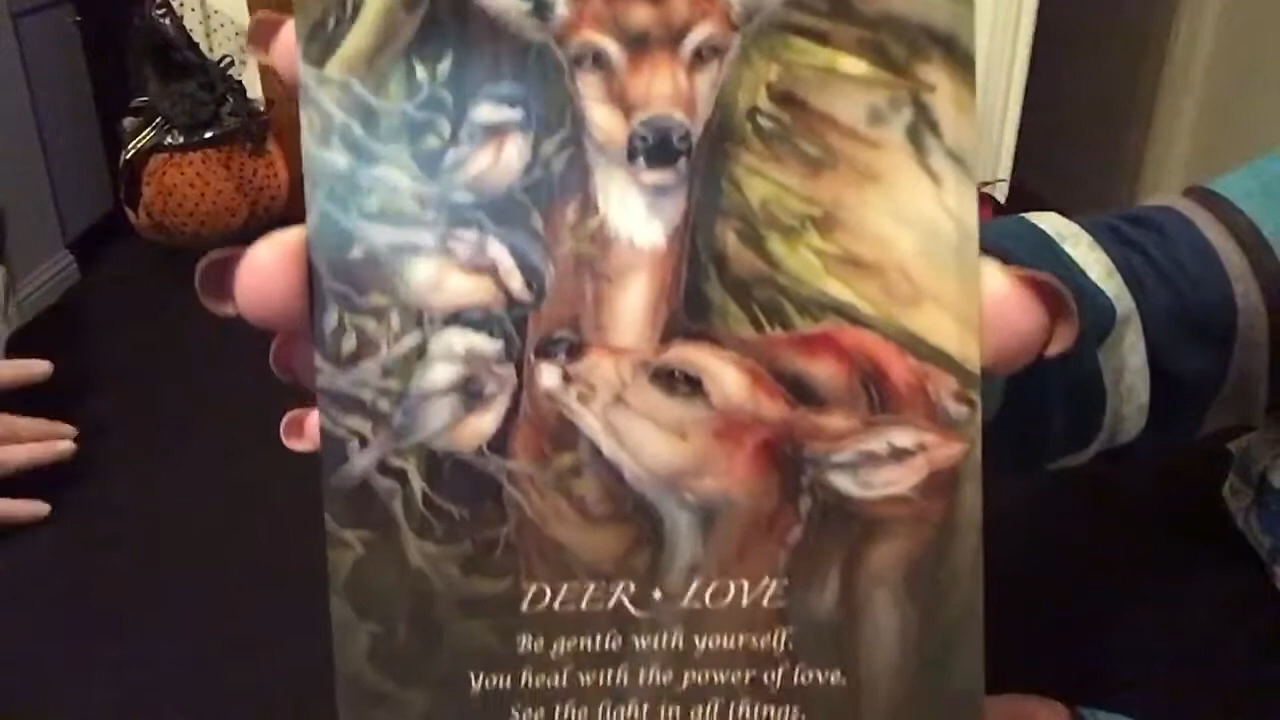 DEER • LOVE
Be gentle with yourself.
You heal with the power of love.
See the light in all things.